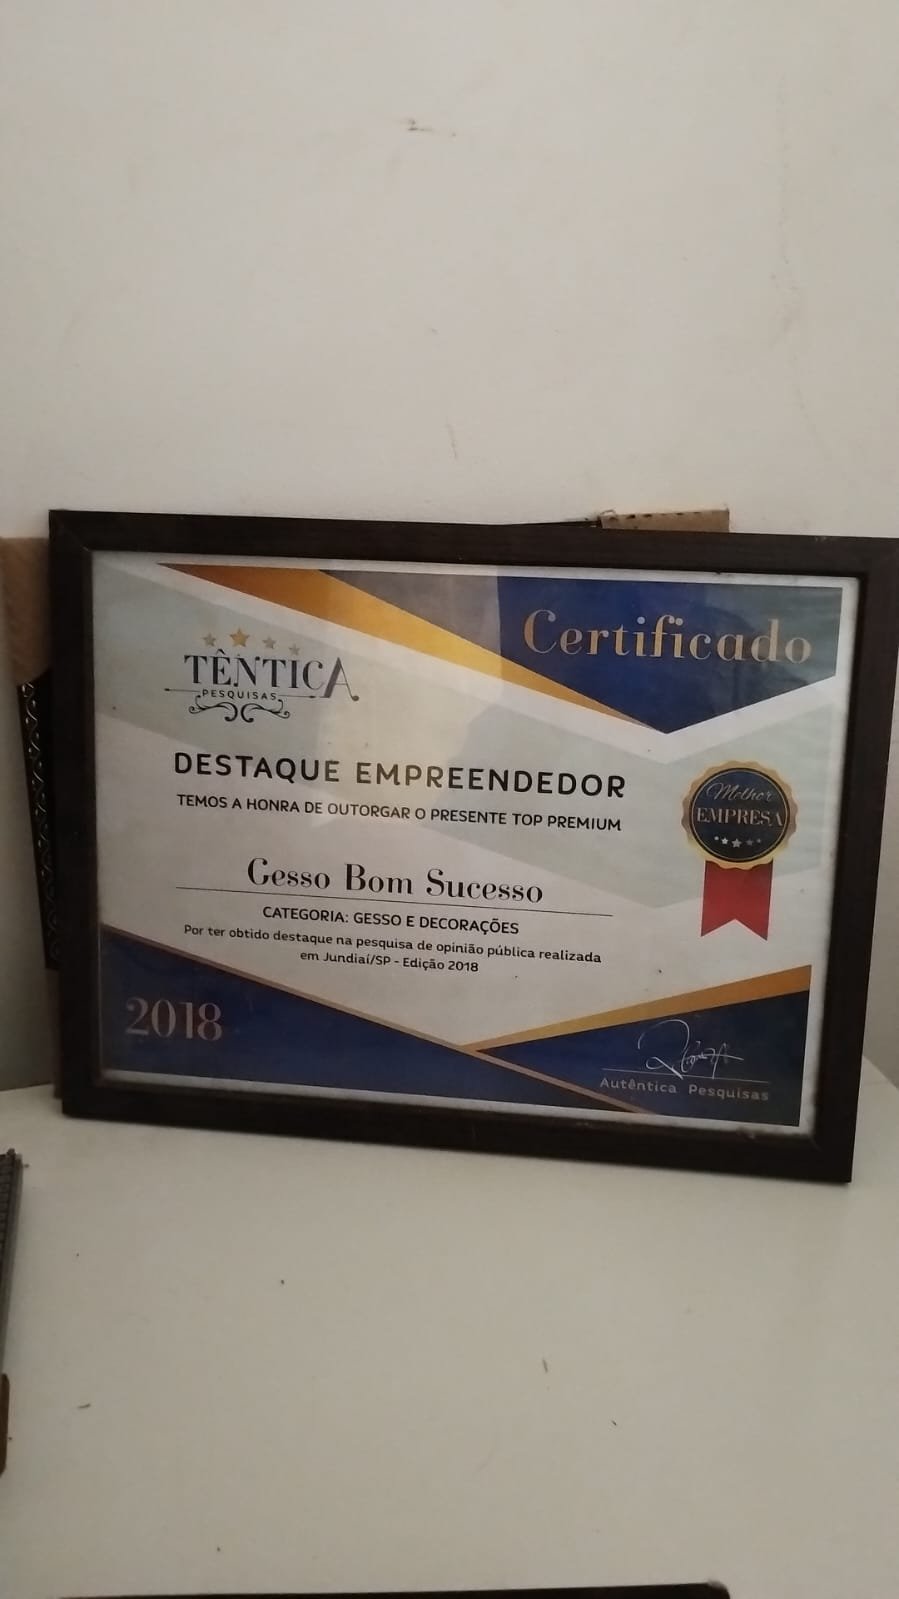 Certificado
TÊNTICA
PESQUISAS
DESTAQUE EMPREENDEDOR
TEMOS A HONRA DE OUTORGAR O PRESENTE TOP PREMIUM
Melhor
EMPRESA
Gesso Bom Sucesso
CATEGORIA: GESSO E DECORAÇÕES
Por ter obtido destaque na pesquisa de opinião pública realizada
em Jundiaí/SP - Edição 2018
2018
Autêntica Pesquisas